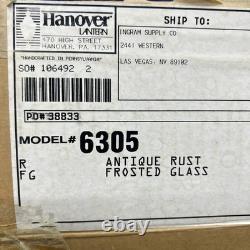 Hanover
LANTERN
470 HIGH STREET
HANOVER, PA. 17331
"HANDCRAFTED IN PENNSYLVANIA"
SO# 106492 2
SHIP TO:
INGRAM SUPPLY CO
2441 WESTERN
LAS VEGAS, NV 89102
PO# 38833
MODEL# 6305
R ANTIQUE RUST
FG FROSTED GLASS